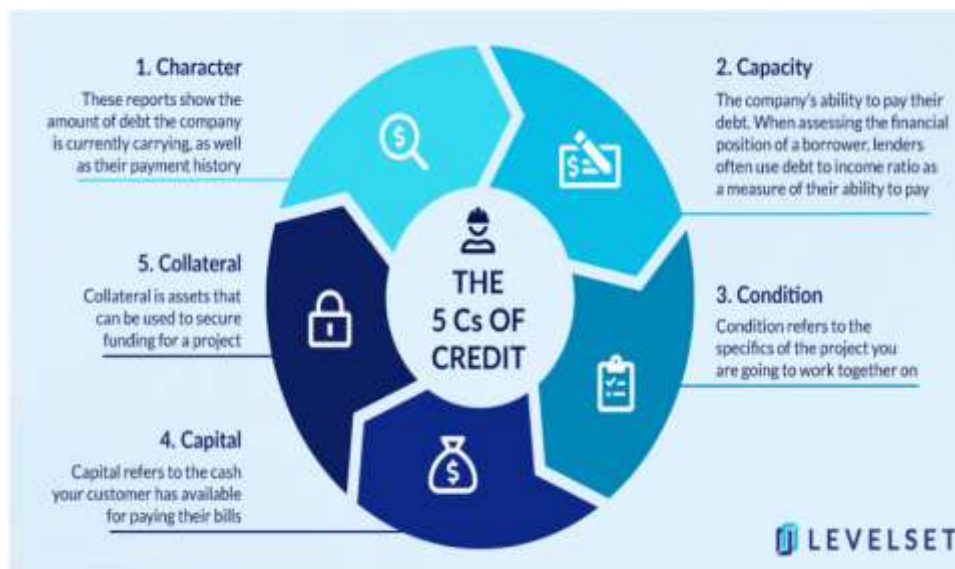 1. Character
These reports show the
amount of debt the company
is currently carrying, as well
as their payment history
2. Capacity
The company's ability to pay their
debt. When assessing the financial
position of a borrower, lenders
often use debt to income ratio as
a measure of their ability to pay
3. Condition
Condition refers to the
specifics of the project you
are going to work together on
4. Capital
Capital refers to the cash
your customer has available
for paying their bills
5. Collateral
Collateral is assets that
can be used to secure
funding for a project
THE
5 Cs OF
CREDIT
LEVELSET